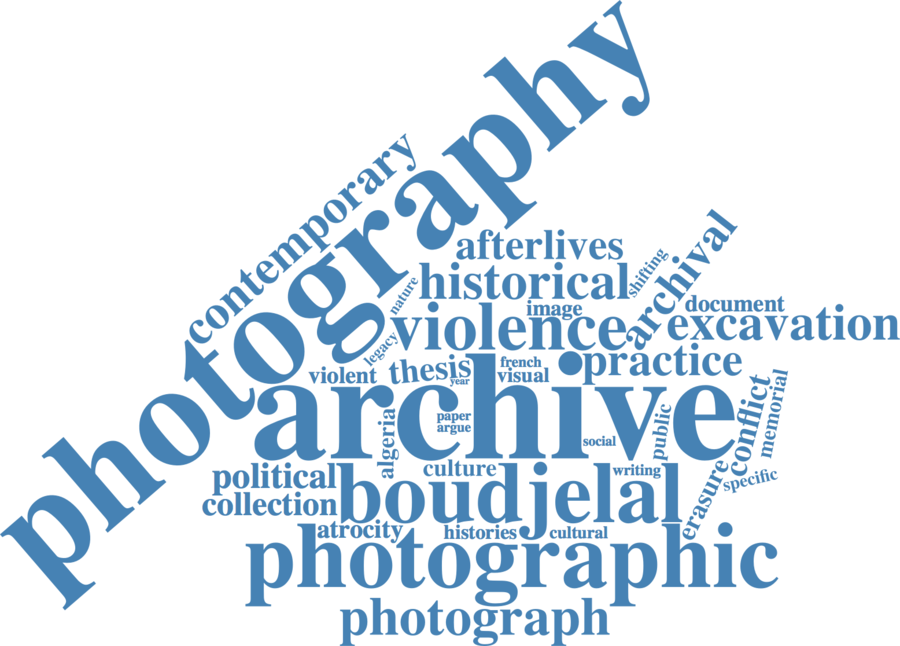 photography
contemporary
afterlives
shifting
archival
nature
historical
image
document
violence
excavation
legacy
violent
thesis
year
french
visual
practice
archive
paper
argue
social
public
conflict
memorial
algeria
culture
writing
political
collection
boudjelal
erasure
specific
atrocity
histories
cultural
photographic
photograph